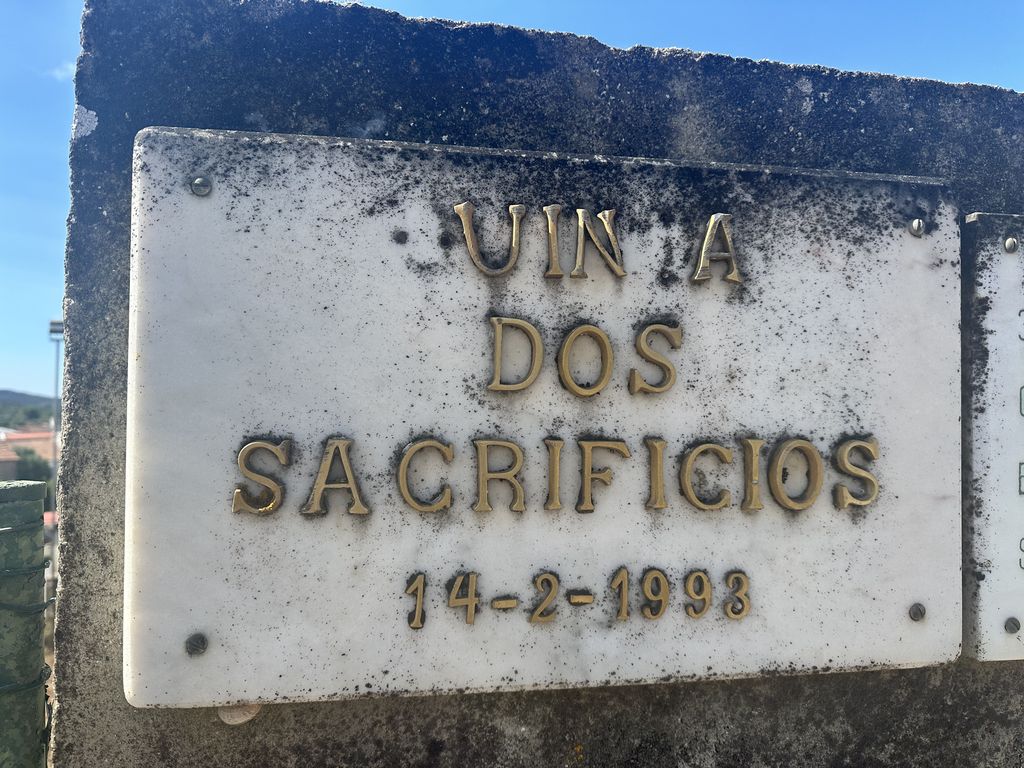 UIN A
DOS
SACRIFICIOS
14-2-1993